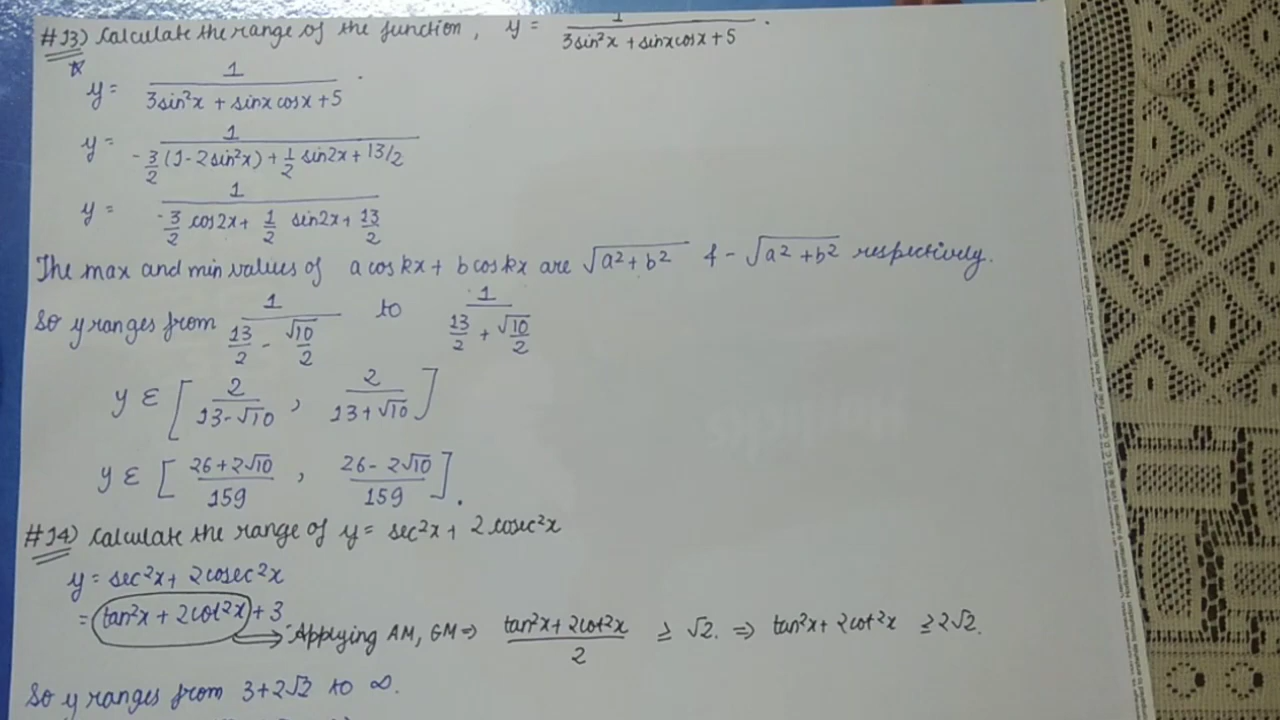 #13) Calculate the range of the function, y = 1 / (3sin²x + sinxcosx + 5) .
y = 1 / (3sin²x + sinx cosx + 5)
y = 1 / (-3/2 (1 - 2sin²x) + 1/2 sin2x + 13/2)
y = 1 / (-3/2 cos2x + 1/2 sin2x + 13/2)
The max and min values of a cos kx + b cos kx are √(a² + b²) & -√(a² + b²) respectively.
So y ranges from 1 / (13/2 - √10/2) to 1 / (13/2 + √10/2)
y ε [ 2 / (13-√10) , 2 / (13+√10) ]
y ε [ (26+2√10) / 159 , (26-2√10) / 159 ].
#14) Calculate the range of y = sec²x + 2cosec²x
y = sec²x + 2cosec²x
= tan²x + 2cot²x + 3
Applying AM, GM ⇒ (tan²x + 2cot²x) / 2 ≥ √2. ⇒ tan²x + 2cot²x ≥ 2√2.
So y ranges from 3+2√2 to ∞.